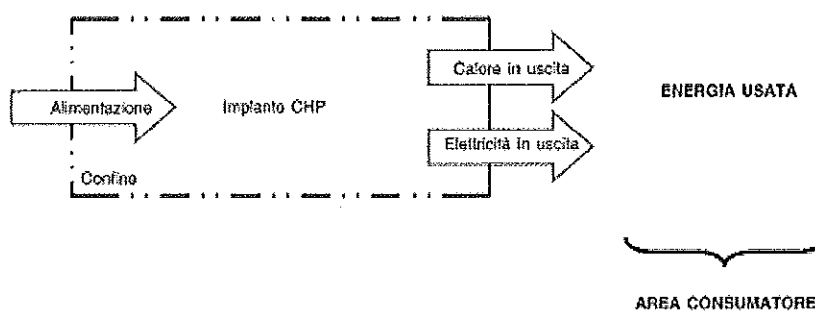 Calore in uscita
ENERGIA USATA
Alimentazione
Impianto CHP
Elettricità in uscita
Confine
AREA CONSUMATORE